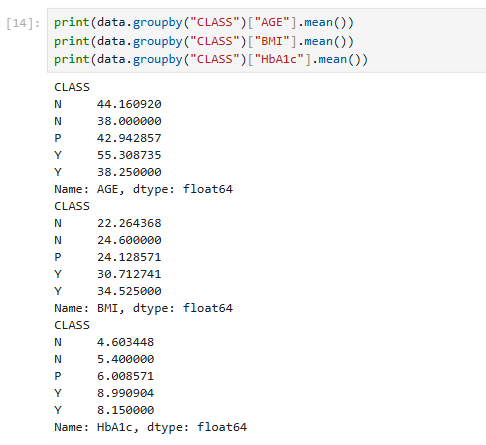 [14]: print(data.groupby("CLASS")["AGE"].mean())
print(data.groupby("CLASS")["BMI"].mean())
print(data.groupby("CLASS")["HbA1c"].mean())
CLASS
N     44.160920
N     38.000000
P     42.942857
Y     55.308735
Y     38.250000
Name: AGE, dtype: float64
CLASS
N     22.264368
N     24.600000
P     24.128571
Y     30.712741
Y     34.525000
Name: BMI, dtype: float64
CLASS
N     4.603448
N     5.400000
P     6.008571
Y     8.990904
Y     8.150000
Name: HbA1c, dtype: float64